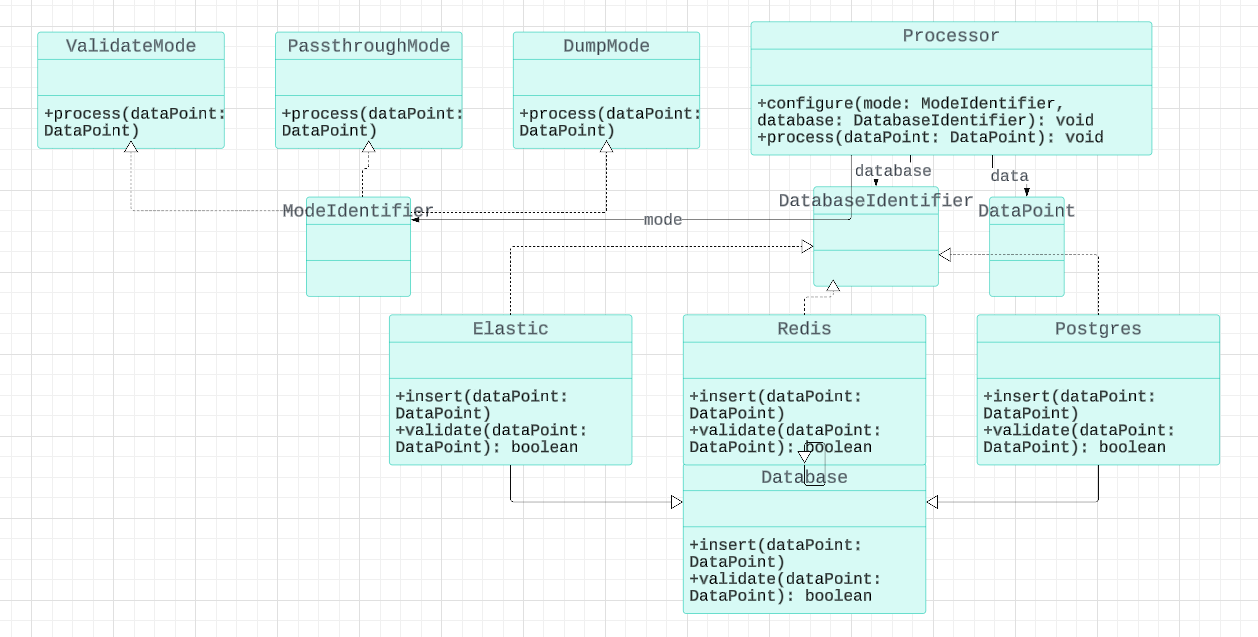 ValidateMode
+process(dataPoint:
DataPoint)
PassthroughMode
+process(dataPoint:
DataPoint)
DumpMode
+process(dataPoint:
DataPoint)
Processor
+configure(mode: ModeIdentifier,
database: DatabaseIdentifier): void
+process(dataPoint: DataPoint): void
database
data
ModeIdentifier
mode
DatabaseIdentifier
DataPoint
Elastic
+insert(dataPoint:
DataPoint)
+validate(dataPoint:
DataPoint): boolean
Redis
+insert(dataPoint:
DataPoint)
+validate(dataPoint:
DataPoint): boolean
Postgres
+insert(dataPoint:
DataPoint)
+validate(dataPoint:
DataPoint): boolean
Database
+insert(dataPoint:
DataPoint)
+validate(dataPoint:
DataPoint): boolean